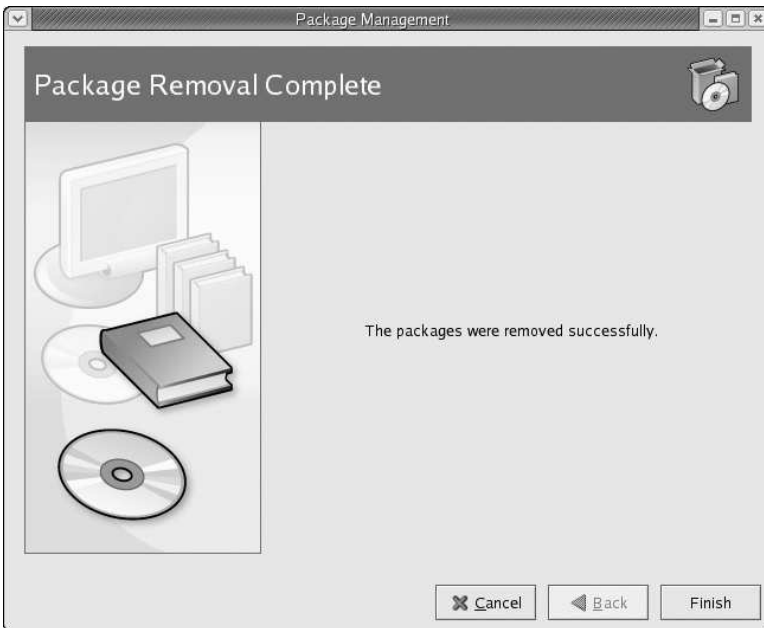 Package Management
Package Removal Complete
The packages were removed successfully.
Cancel
Back
Finish